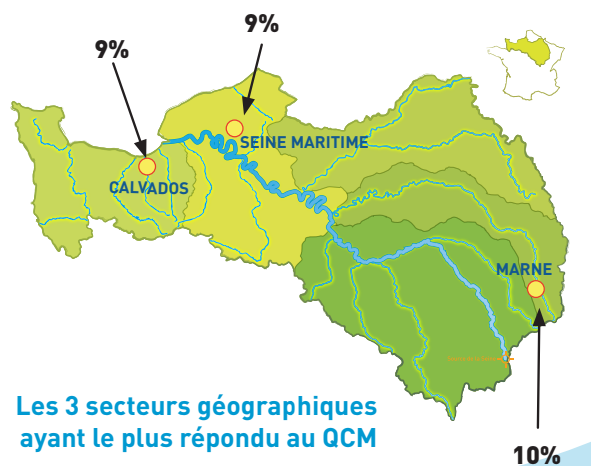 9%
9%
SEINE MARITIME
CALVADOS
MARNE
Les 3 secteurs géographiques
ayant le plus répondu au QCM
10%